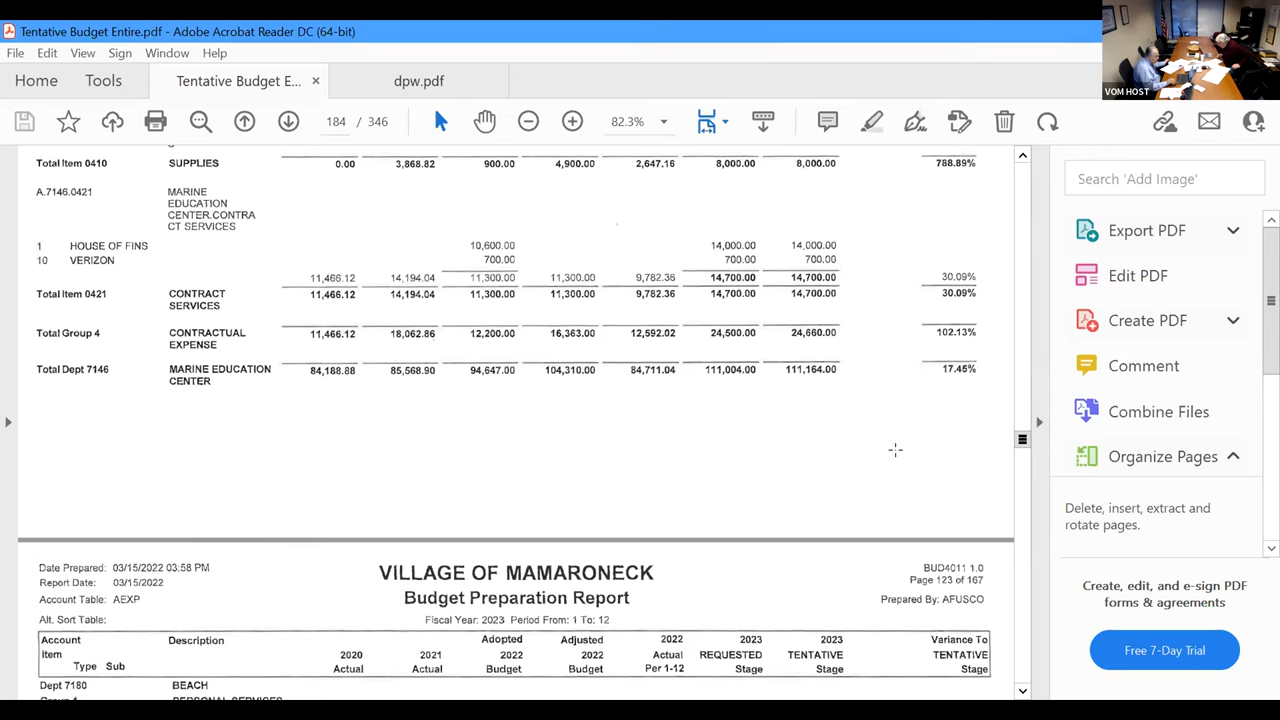 Tentative Budget Entire.pdf - Adobe Acrobat Reader DC (64-bit)
File Edit View Sign Window Help
Home Tools Tentative Budget E... × dpw.pdf
184 / 346 82.3%
Total Item 0410 SUPPLIES 0.00 3,868.82 900.00 4,900.00 2,647.16 8,000.00 8,000.00 788.89%
A.7146.0421 MARINE
EDUCATION
CENTER.CONTRA
CT SERVICES
1 HOUSE OF FINS 10,600.00 14,000.00 14,000.00
10 VERIZON 700.00 700.00 700.00
11,466.12 14,194.04 11,300.00 11,300.00 9,782.36 14,700.00 14,700.00 30.09%
Total Item 0421 CONTRACT 11,466.12 14,194.04 11,300.00 11,300.00 9,782.36 14,700.00 14,700.00 30.09%
SERVICES
Total Group 4 CONTRACTUAL 11,466.12 18,062.86 12,200.00 16,363.00 12,592.02 24,500.00 24,660.00 102.13%
EXPENSE
Total Dept 7146 MARINE EDUCATION 84,188.88 85,568.90 94,647.00 104,310.00 84,711.04 111,004.00 111,164.00 17.45%
CENTER
Date Prepared: 03/15/2022 03:58 PM VILLAGE OF MAMARONECK BUD4011 1.0
Report Date: 03/15/2022 Page 123 of 167
Account Table: AEXP Budget Preparation Report Prepared By: AFUSCO
Alt. Sort Table: Fiscal Year: 2023 Period From: 1 To: 12
Account Description Adopted Adjusted 2022 2023 2023 Variance To
Item 2020 2021 2022 2022 Actual REQUESTED TENTATIVE TENTATIVE
Type Sub Actual Actual Budget Budget Per 1-12 Stage Stage Stage
Dept 7180 BEACH
VOM HOST
Search 'Add Image'
Export PDF
Edit PDF
Create PDF
Comment
Combine Files
Organize Pages
Delete, insert, extract and
rotate pages.
Create, edit, and e-sign PDF
forms & agreements
Free 7-Day Trial